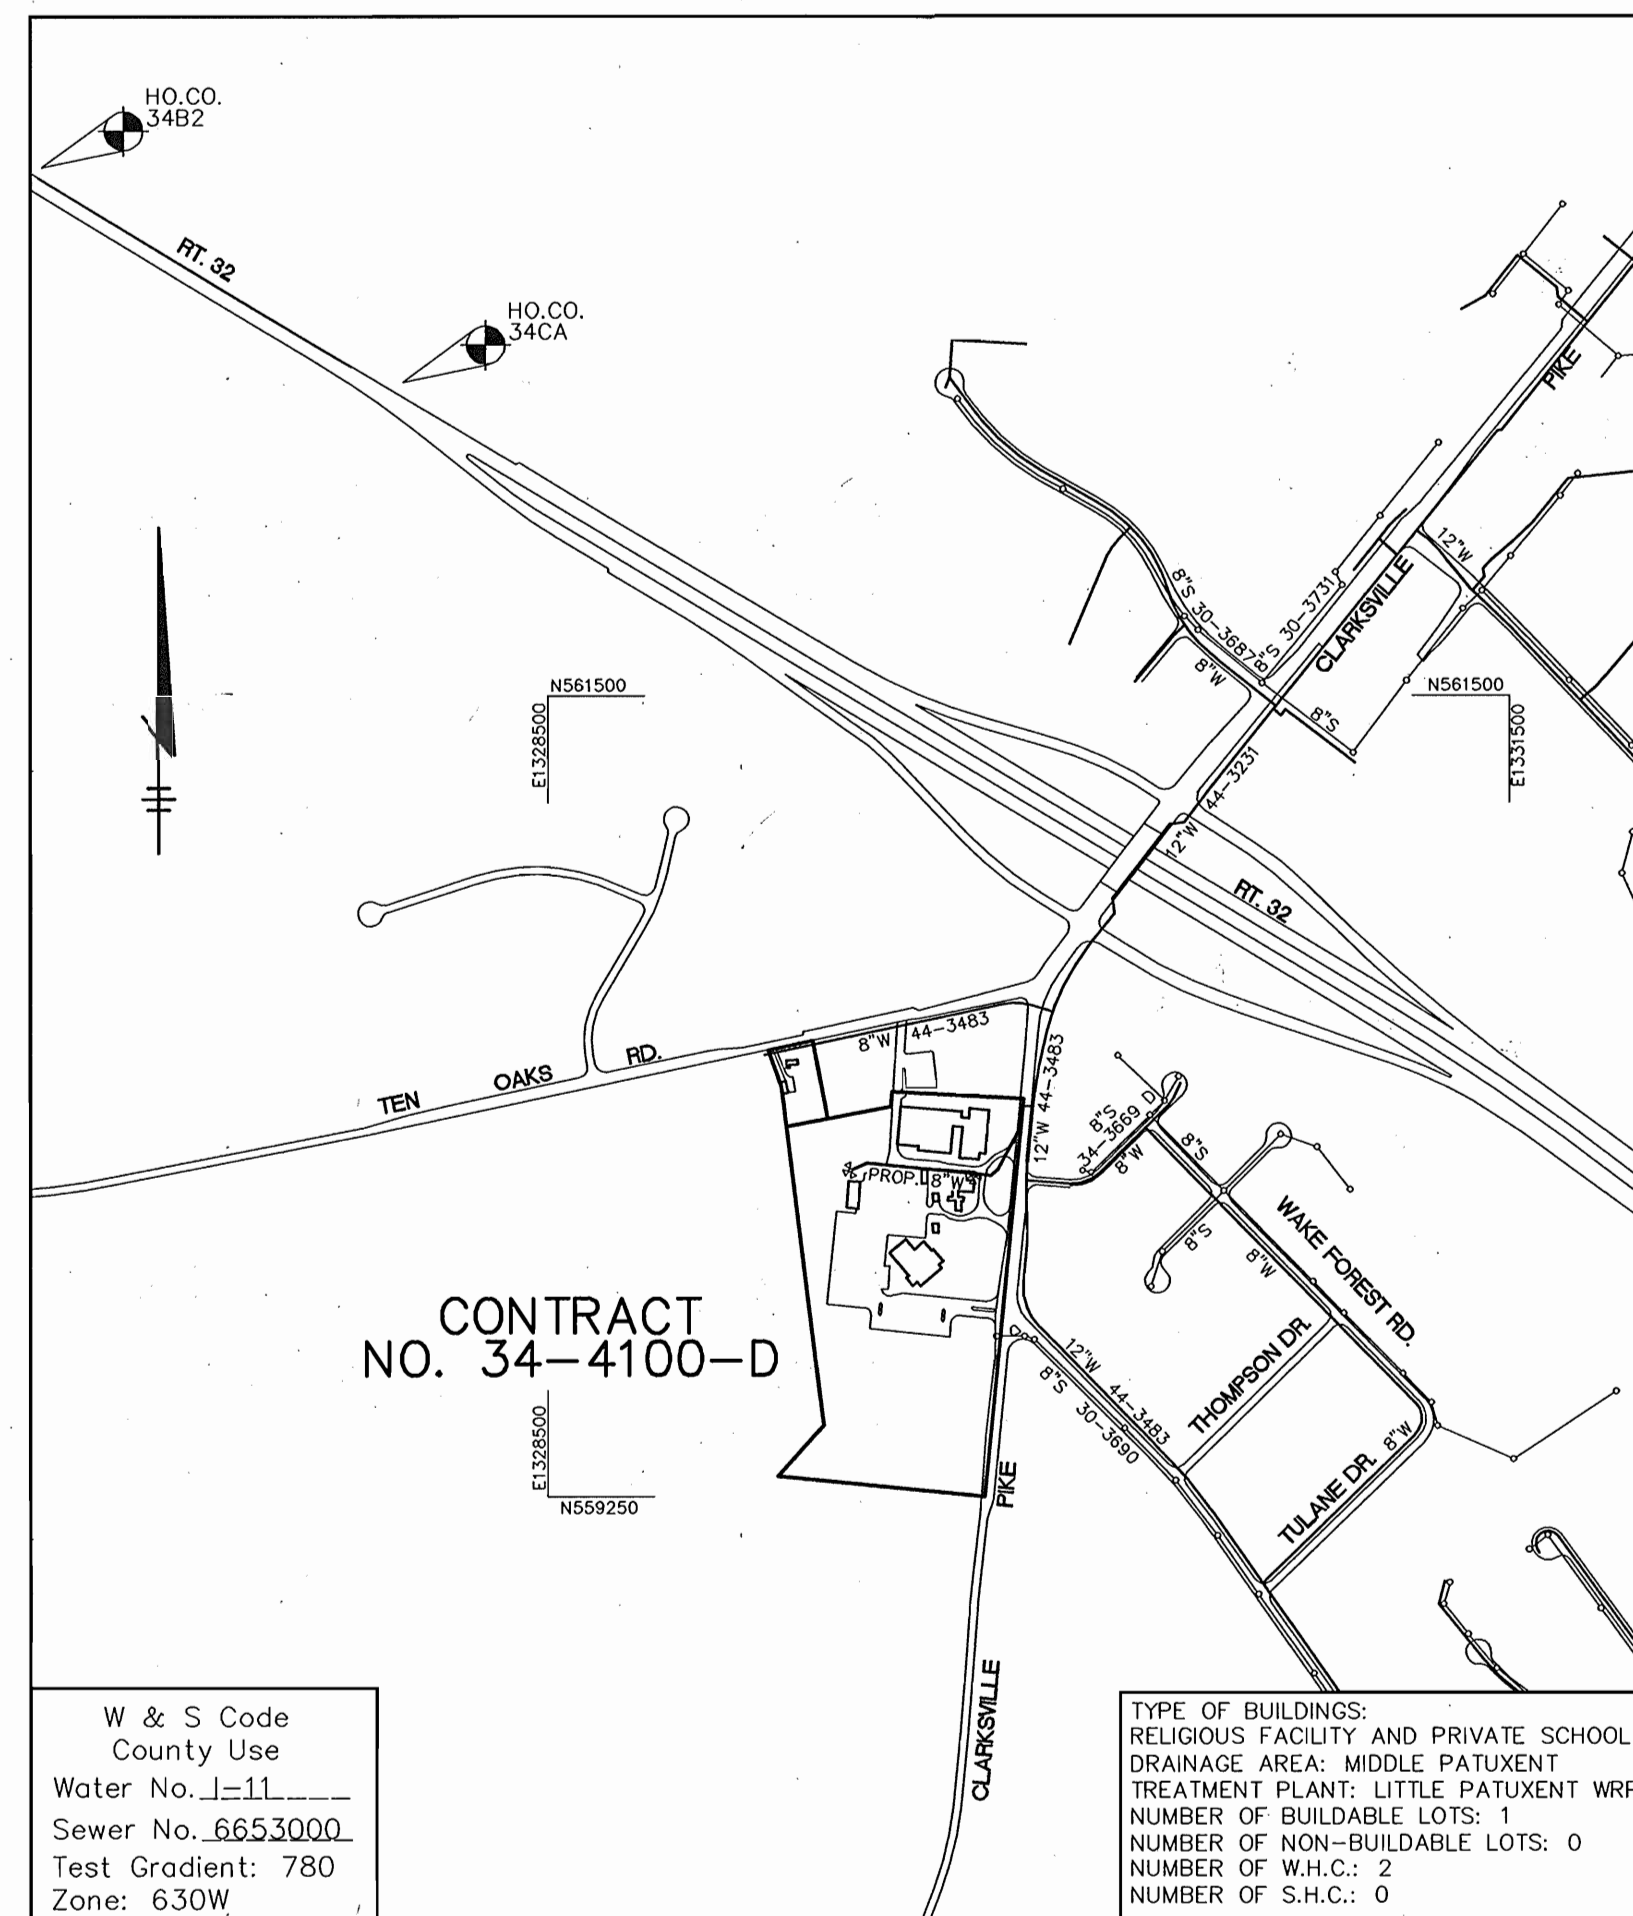 HO.CO.
34B2
RT. 32
HO.CO.
34CA
PIKE
12"W
CLARKSVILLE
8"S 30-3687
8"S 30-3731
8"W
8"S
N561500
E1328500
N561500
E1331500
12"W 44-3231
RT. 32
8"W 44-3483
12"W 44-3483
TEN OAKS RD.
8"S
34-3669 D
8"W
8"S
PROP. 8"W
8"S
8"W
WAKE FOREST RD.
CONTRACT
NO. 34-4100-D
D
12"W 44-3483
8"S 30-3690
THOMPSON DR.
TULANE DR.
8"W
E1328500
N559250
PIKE
CLARKSVILLE
W & S Code
County Use
Water No. I-11
Sewer No. 6653000
Test Gradient: 780
Zone: 630W
TYPE OF BUILDINGS:
RELIGIOUS FACILITY AND PRIVATE SCHOOL
DRAINAGE AREA: MIDDLE PATUXENT
TREATMENT PLANT: LITTLE PATUXENT WRP
NUMBER OF BUILDABLE LOTS: 1
NUMBER OF NON-BUILDABLE LOTS: 0
NUMBER OF W.H.C.: 2
NUMBER OF S.H.C.: 0